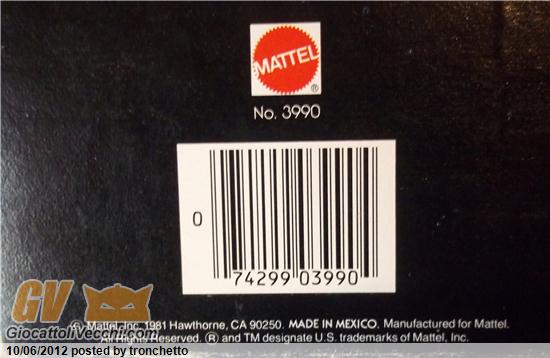 MATTEL
®
No. 3990
0
74299 03990
GV
GiocattoliVecchi.com
© Mattel, Inc. 1981 Hawthorne, CA 90250. MADE IN MEXICO. Manufactured for Mattel.
All Rights Reserved. ® and TM designate U.S. trademarks of Mattel, Inc.
10/06/2012 posted by tronchetto